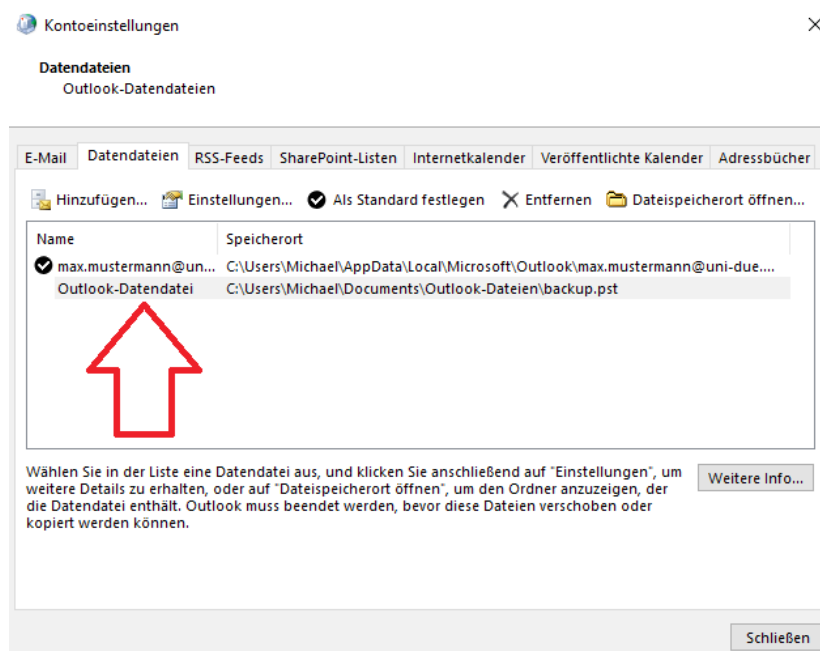 Kontoeinstellungen
Datendateien
Outlook-Datendateien
E-Mail Datendateien RSS-Feeds SharePoint-Listen Internetkalender Veröffentlichte Kalender Adressbücher
Hinzufügen... Einstellungen... Als Standard festlegen Entfernen Dateispeicherort öffnen...
Name Speicherort
max.mustermann@un... C:\Users\Michael\AppData\Local\Microsoft\Outlook\max.mustermann@uni-due....
Outlook-Datendatei C:\Users\Michael\Documents\Outlook-Dateien\backup.pst
Wählen Sie in der Liste eine Datendatei aus, und klicken Sie anschließend auf "Einstellungen", um
weitere Details zu erhalten, oder auf "Dateispeicherort öffnen", um den Ordner anzuzeigen, der
die Datendatei enthält. Outlook muss beendet werden, bevor diese Dateien verschoben oder
kopiert werden können.
Weitere Info...
Schließen